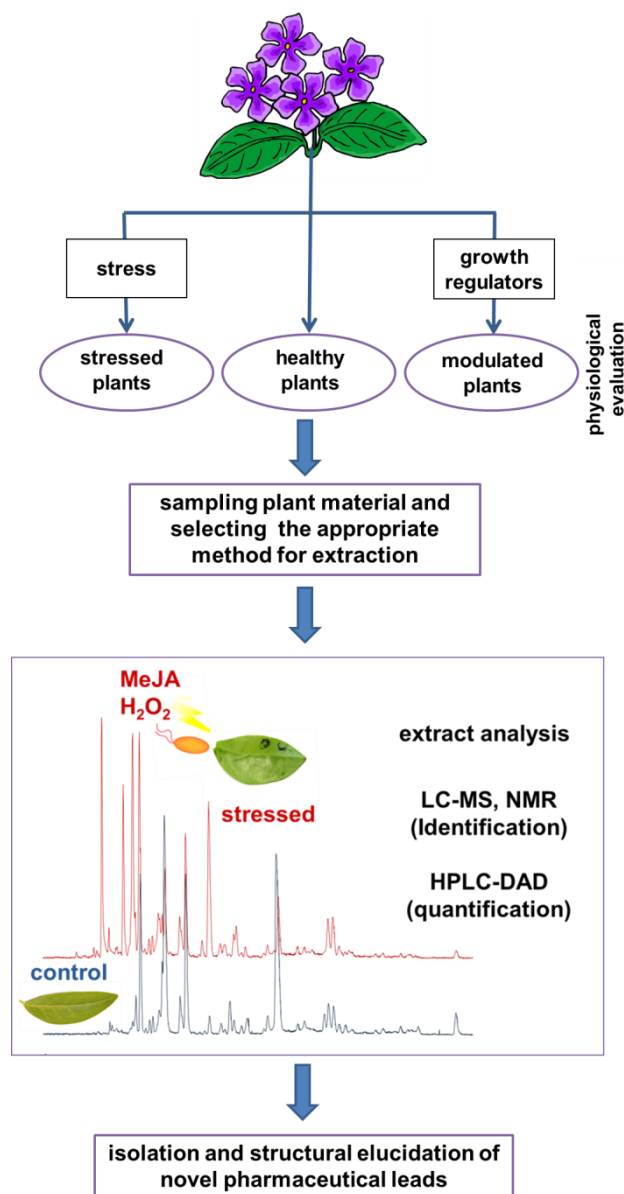 stress
growth
regulators
stressed
plants
healthy
plants
modulated
plants
physiological
evaluation
sampling plant material and
selecting the appropriate
method for extraction
MeJA
H₂O₂
stressed
control
extract analysis
LC-MS, NMR
(Identification)
HPLC-DAD
(quantification)
isolation and structural elucidation of
novel pharmaceutical leads